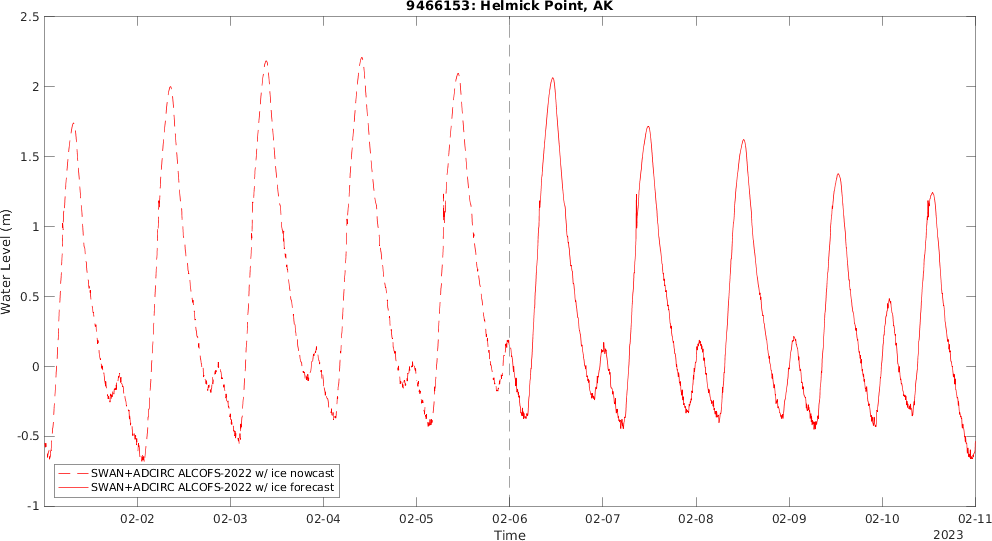 9466153: Helmick Point, AK
2.5
2
1.5
1
0.5
0
-0.5
-1
Water Level (m)
SWAN+ADCIRC ALCOFS-2022 w/ ice nowcast
SWAN+ADCIRC ALCOFS-2022 w/ ice forecast
02-02 02-03 02-04 02-05 02-06 02-07 02-08 02-09 02-10 02-11
Time
2023